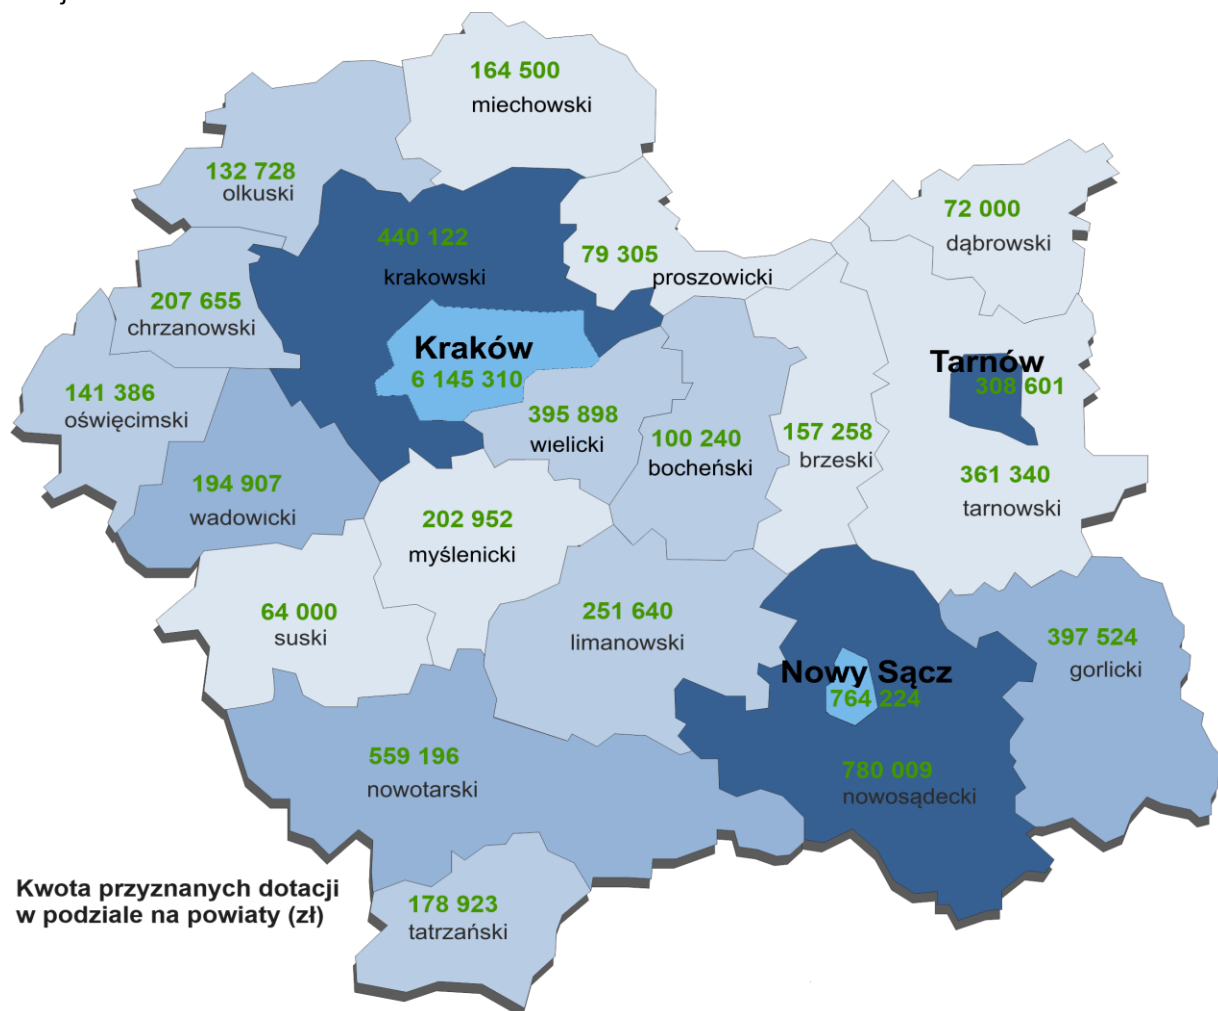 164 500
miechowski
132 728
olkuski
72 000
dąbrowski
440 122
krakowski
79 305
proszowicki
207 655
chrzanowski
Kraków
6 145 310
Tarnów
308 601
141 386
oświęcimski
395 898
wıelicki
100 240
bocheński
157 258
brzeski
361 340
tarnowski
194 907
wadowıcki
202 952
myślenicki
64 000
suski
251 640
limanowski
397 524
gorlicki
Nowy Sącz
764 224
559 196
nowotarski
780 009
nowosądecki
Kwota przyznanych dotacji
w podziale na powiaty (zł)
178 923
tatrzański